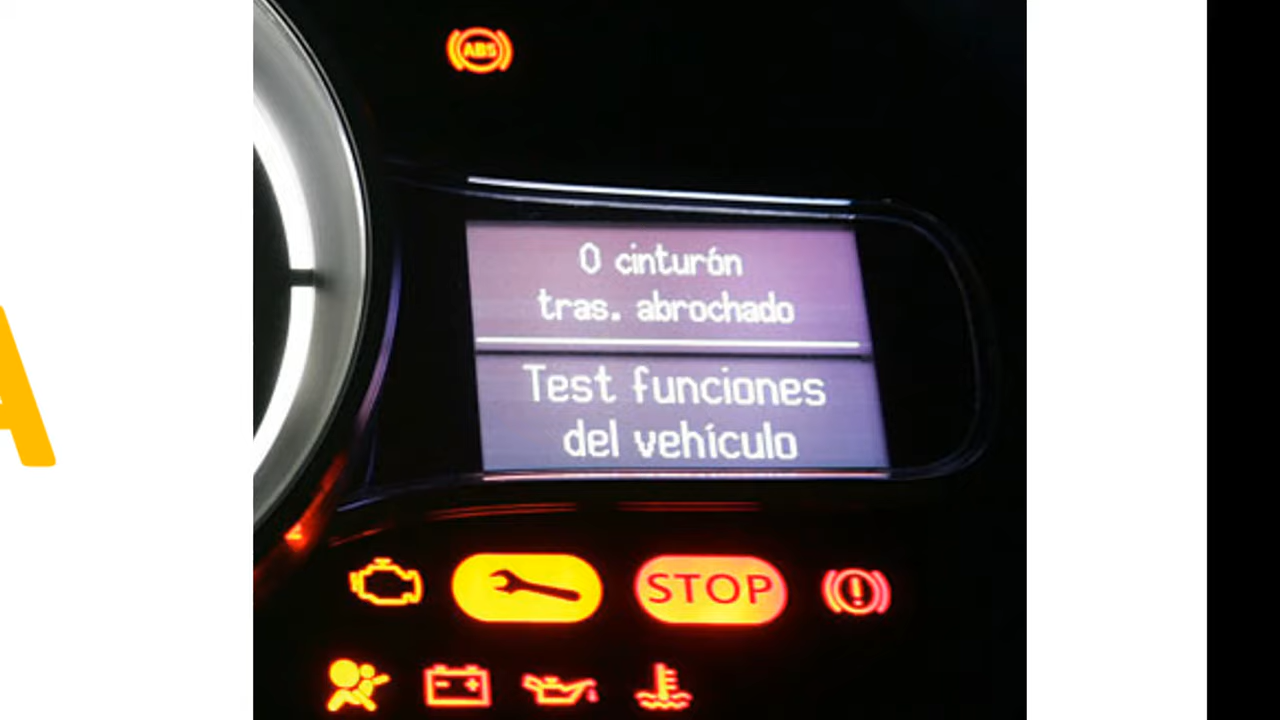 A
ABS
0 cinturón
tras. abrochado
Test funciones
del vehículo
STOP